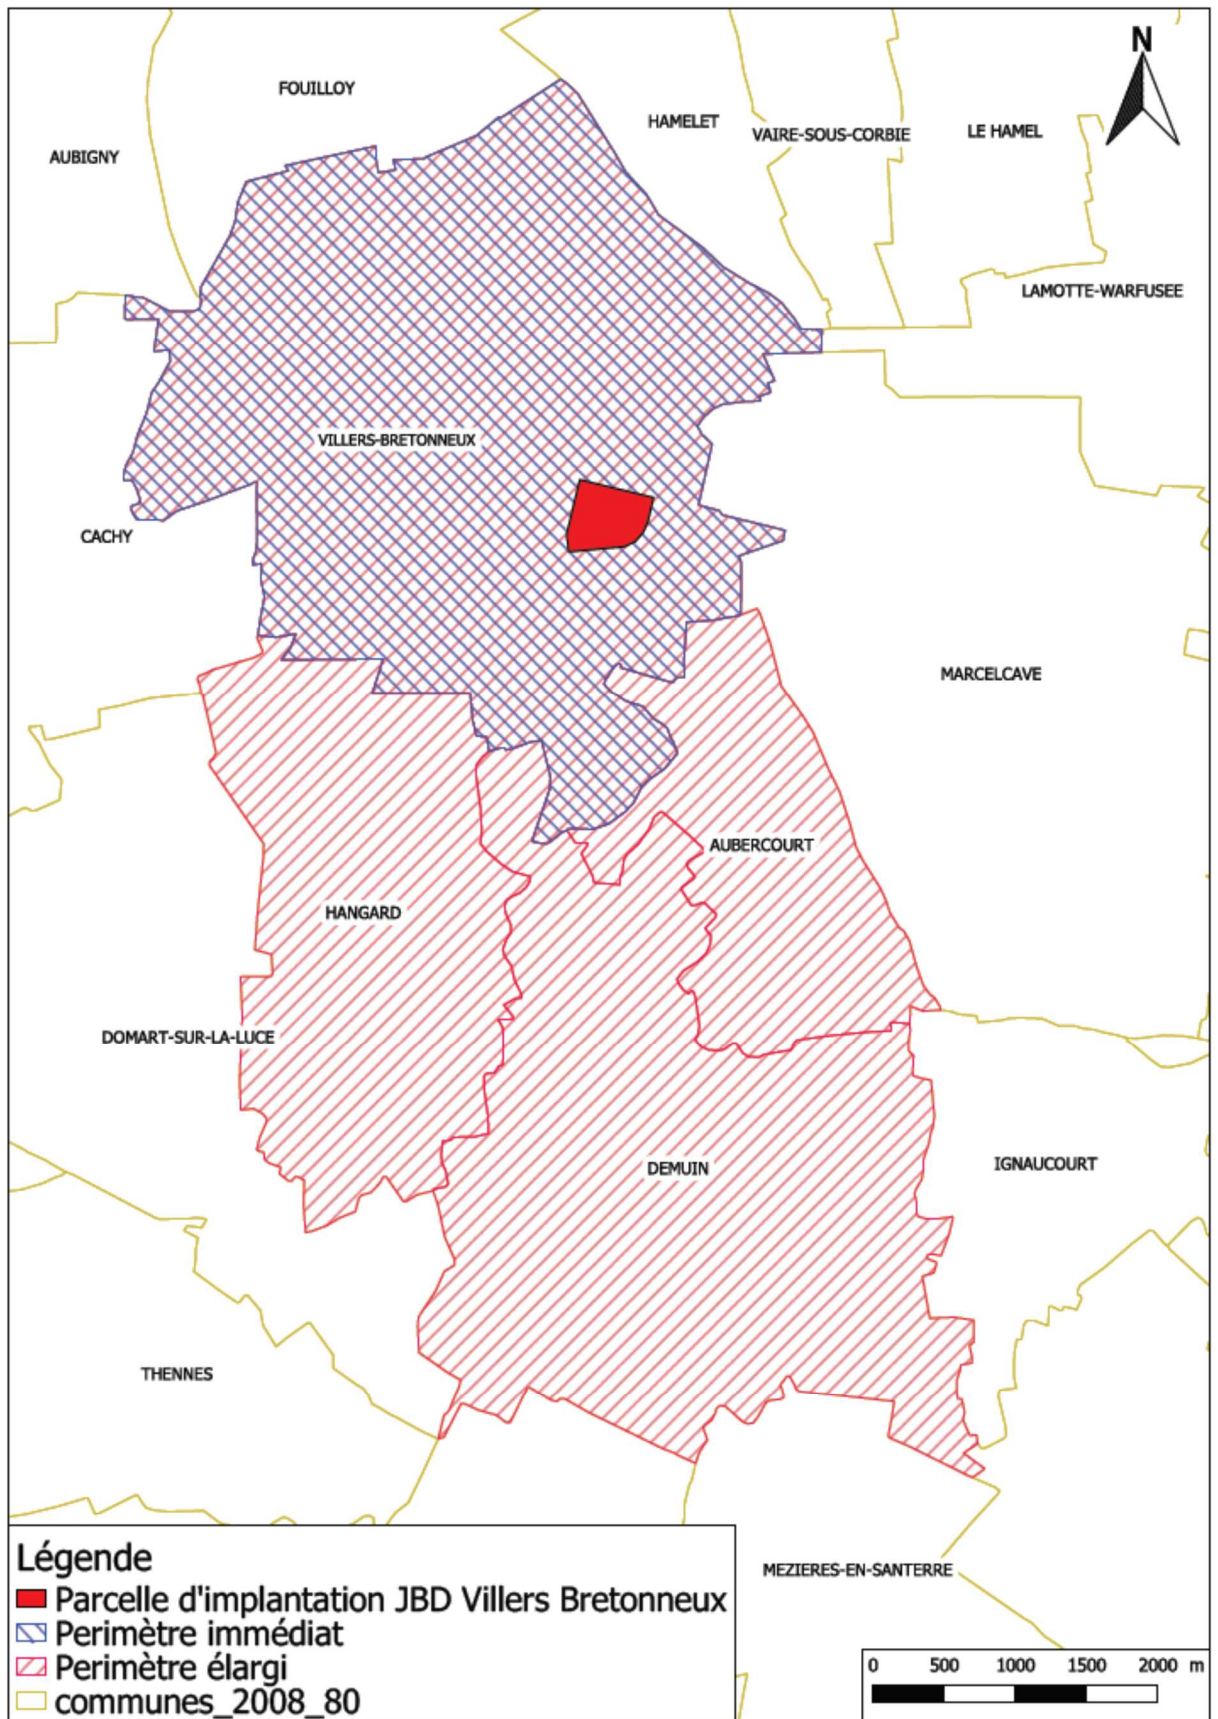 N
FOUILLOY
HAMELET
VAIRE-SOUS-CORBIE
LE HAMEL
AUBIGNY
LAMOTTE-WARFUSEE
VILLERS-BRETONNEUX
CACHY
MARCELCAVE
AUBERCOURT
HANGARD
DOMART-SUR-LA-LUCE
DEMUIN
IGNAUCOURT
THENNES
MEZIERES-EN-SANTERRE
Légende
Parcelle d'implantation JBD Villers Bretonneux
Perimètre immédiat
Perimètre élargi
communes_2008_80
0 500 1000 1500 2000 m